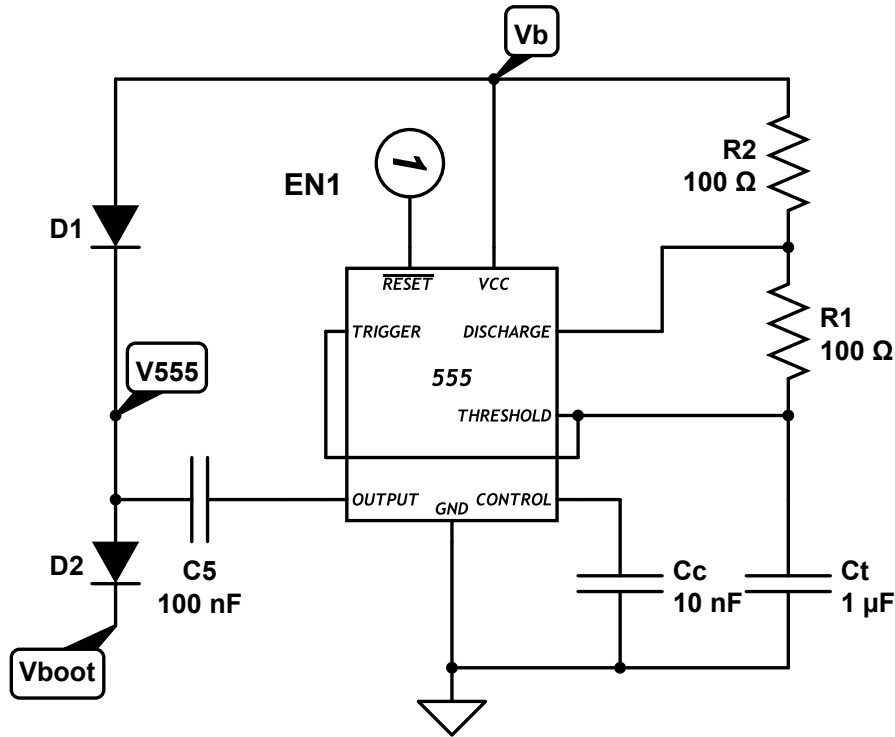 Vb
R2
100 Ω
EN1
1
D1
RESET
VCC
TRIGGER
DISCHARGE
R1
100 Ω
V555
555
THRESHOLD
OUTPUT
GND
CONTROL
D2
C5
100 nF
Cc
10 nF
Ct
1 µF
Vboot